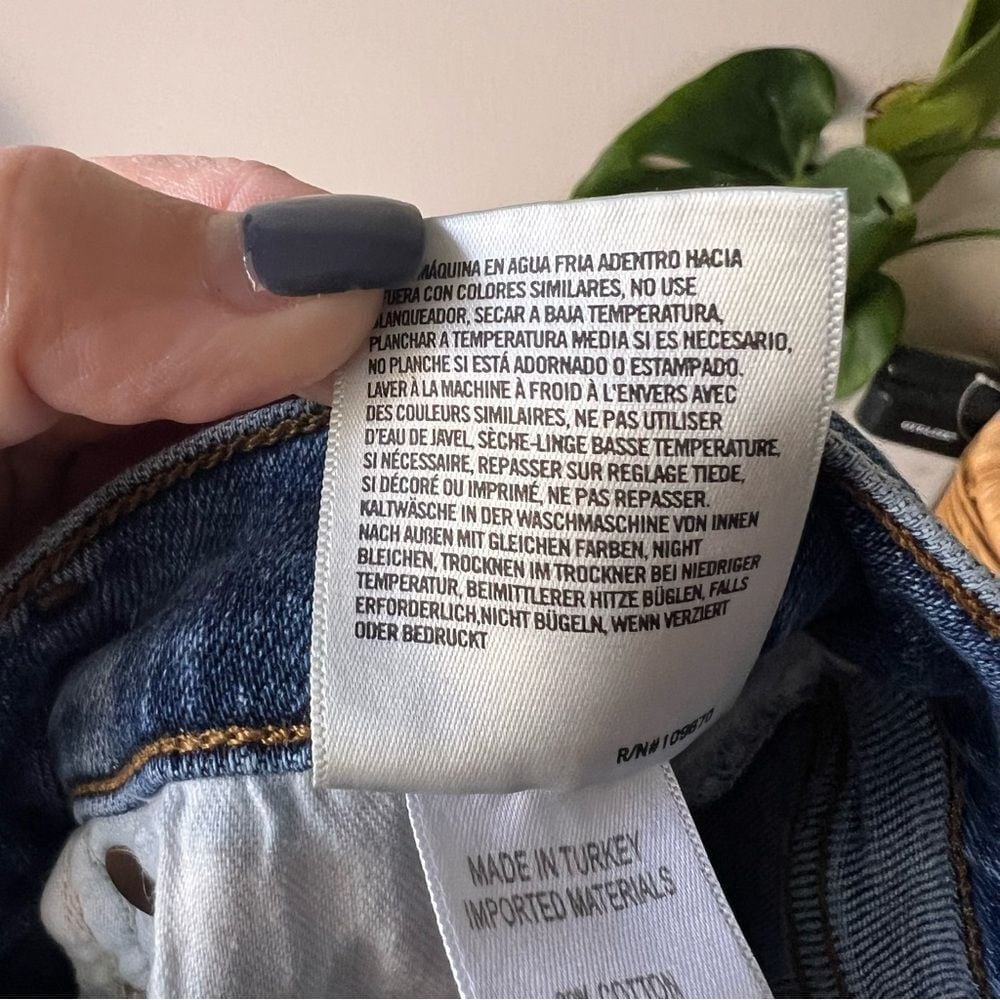 MÁQUINA EN AGUA FRIA ADENTRO HACIA
FUERA CON COLORES SIMILARES, NO USE
BLANQUEADOR, SECAR A BAJA TEMPERATURA,
PLANCHAR A TEMPERATURA MEDIA SI ES NECESARIO,
NO PLANCHE SI ESTÁ ADORNADO O ESTAMPADO.
LAVER À LA MACHINE À FROID À L'ENVERS AVEC
DES COULEURS SIMILAIRES, NE PAS UTILISER
D'EAU DE JAVEL, SÈCHE-LINGE BASSE TEMPERATURE,
SI NÉCESSAIRE, REPASSER SUR REGLAGE TIEDE,
SI DÉCORÉ OU IMPRIMÉ, NE PAS REPASSER.
KALTWÄSCHE IN DER WASCHMASCHINE VON INNEN
NACH AUßEN MIT GLEICHEN FARBEN, NIGHT
BLEICHEN, TROCKNEN IM TROCKNER BEI NIEDRIGER
TEMPERATUR, BEIMITTLERER HITZE BÜGLEN, FALLS
ERFORDERLICH,NICHT BÜGELN, WENN VERZIERT
ODER BEDRUCKT
R/N# 109670
MADE IN TURKEY
IMPORTED MATERIALS
COTTON